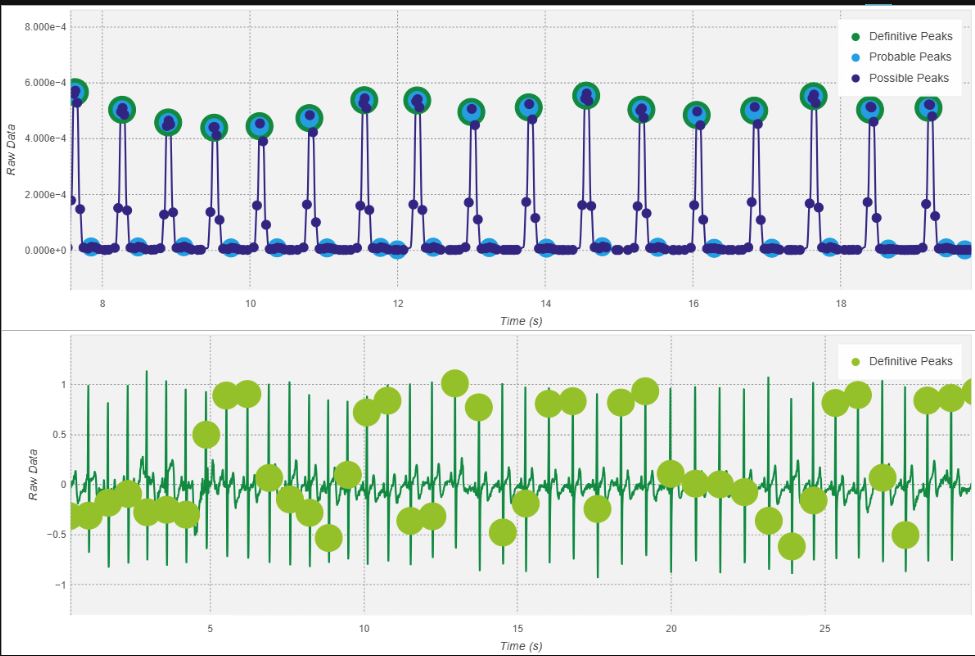 8.000e−4
Definitive Peaks
Probable Peaks
Possible Peaks
6.000e−4
4.000e−4
2.000e−4
0.000e+0
Raw Data
8 10 12 14 16 18
Time (s)
Definitive Peaks
1
0.5
0
−0.5
−1
Raw Data
5 10 15 20 25
Time (s)